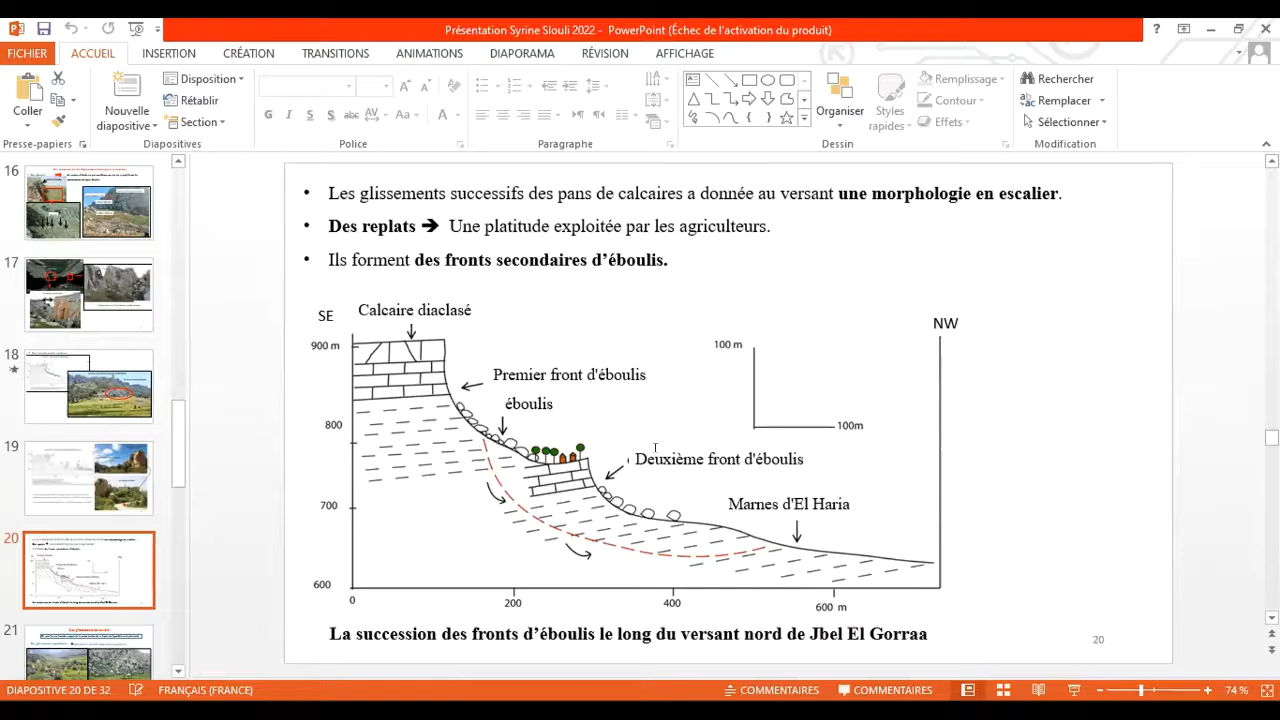 Présentation Syrine Slouli 2022 - PowerPoint (Échec de l'activation du produit)
FICHIER ACCUEIL INSERTION CRÉATION TRANSITIONS ANIMATIONS DIAPORAMA RÉVISION AFFICHAGE
Coller
Presse-papiers
Nouvelle diapositive
Disposition
Rétablir
Section
Diapositives
G I S S abc AV Aa A
Police
Paragraphe
Organiser
Styles rapides
Remplissage
Contour
Effets
Dessin
Rechercher
Remplacer
Sélectionner
Modification
16
17
18
19
20
21
• Les glissements successifs des pans de calcaires a donnée au versant une morphologie en escalier.
• Des replats ➔ Une platitude exploitée par les agriculteurs.
• Ils forment des fronts secondaires d’éboulis.
SE
Calcaire diaclasé
NW
900 m
100 m
Premier front d'éboulis
éboulis
800
100m
Deuxième front d'éboulis
700
Marnes d'El Haria
600
0
200
400
600 m
La succession des fronts d’éboulis le long du versant nord de Jbel El Gorraa
20
DIAPOSITIVE 20 DE 32 FRANÇAIS (FRANCE) COMMENTAIRES COMMENTAIRES 74 %